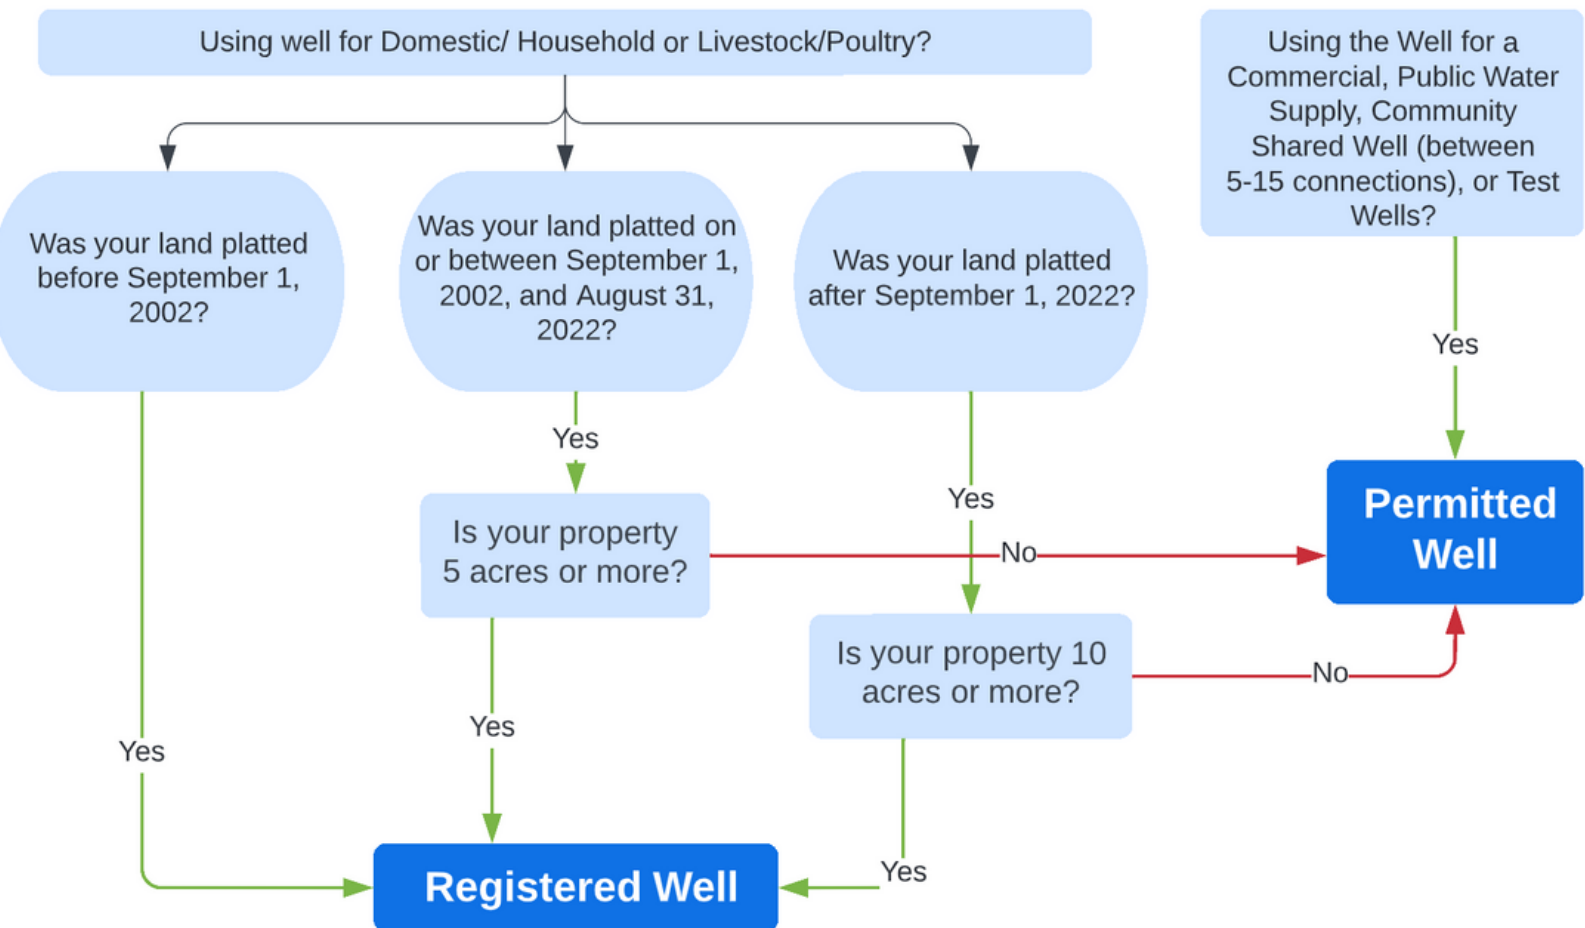 Using well for Domestic/ Household or Livestock/Poultry?
Using the Well for a
Commercial, Public Water
Supply, Community
Shared Well (between
5-15 connections), or Test
Wells?
Was your land platted
before September 1,
2002?
Was your land platted on
or between September 1,
2002, and August 31,
2022?
Was your land platted
after September 1, 2022?
Yes
Yes
Yes
Is your property
5 acres or more?
No
Permitted
Well
Is your property 10
acres or more?
No
Yes
Yes
Yes
Registered Well